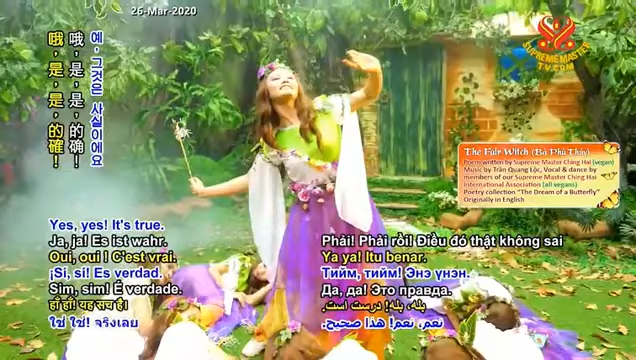 26-Mar-2020
SUPREME MASTER
TV.COM
예, 그것은 사실이에요
哦，是，是，的确！
哦，是，是，的確！
The Fair Witch (Bà Phù Thủy)
Poem written by Supreme Master Ching Hai (vegan)
Music by Trần Quang Lộc, Vocal & dance by
members of our Supreme Master Ching Hai
International Association (all vegans)
Poetry collection "The Dream of a Butterfly"
Originally in English
Yes, yes! It's true.
Ja, ja! Es ist wahr.
Oui, oui ! C'est vrai.
¡Sí, sí! Es verdad.
Sim, sim! É verdade.
हाँ हाँ! यह सच है।
ใช่ ใช่! จริงเลย
Phải! Phải rồi! Điều đó thật không sai
Ya ya! Itu benar.
Тийм, тийм! Энэ үнэн.
Да, да! Это правда.
بله، بله! درست است.
نعم، نعم! هذا صحيح.